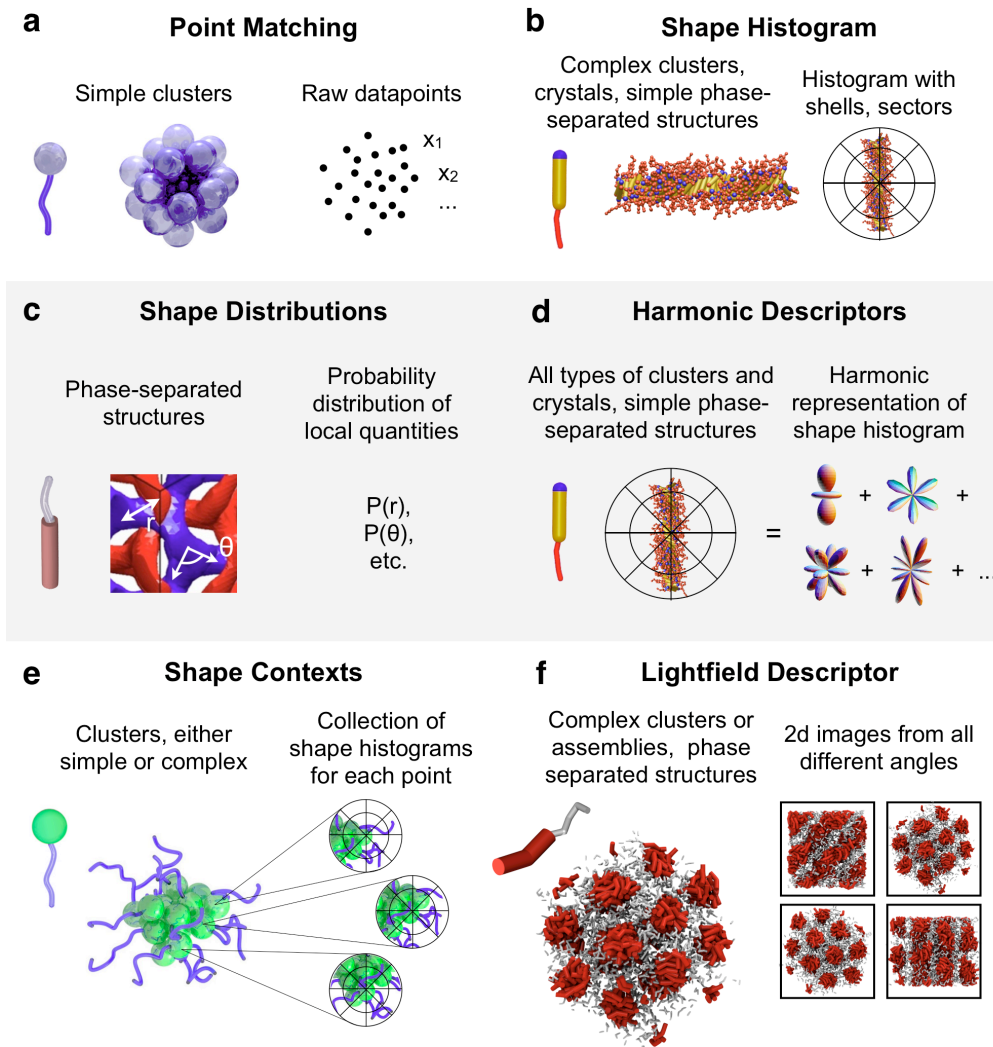 a
Point Matching
Simple clusters
Raw datapoints
x1
x2
...
b
Shape Histogram
Complex clusters,
crystals, simple phase-
separated structures
Histogram with
shells, sectors
c
Shape Distributions
Phase-separated
structures
Probability
distribution of
local quantities
r
θ
P(r),
P(θ),
etc.
d
Harmonic Descriptors
All types of clusters and
crystals, simple phase-
separated structures
Harmonic
representation of
shape histogram
= + +
+ + ...
e
Shape Contexts
Clusters, either
simple or complex
Collection of
shape histograms
for each point
f
Lightfield Descriptor
Complex clusters or
assemblies, phase
separated structures
2d images from all
different angles